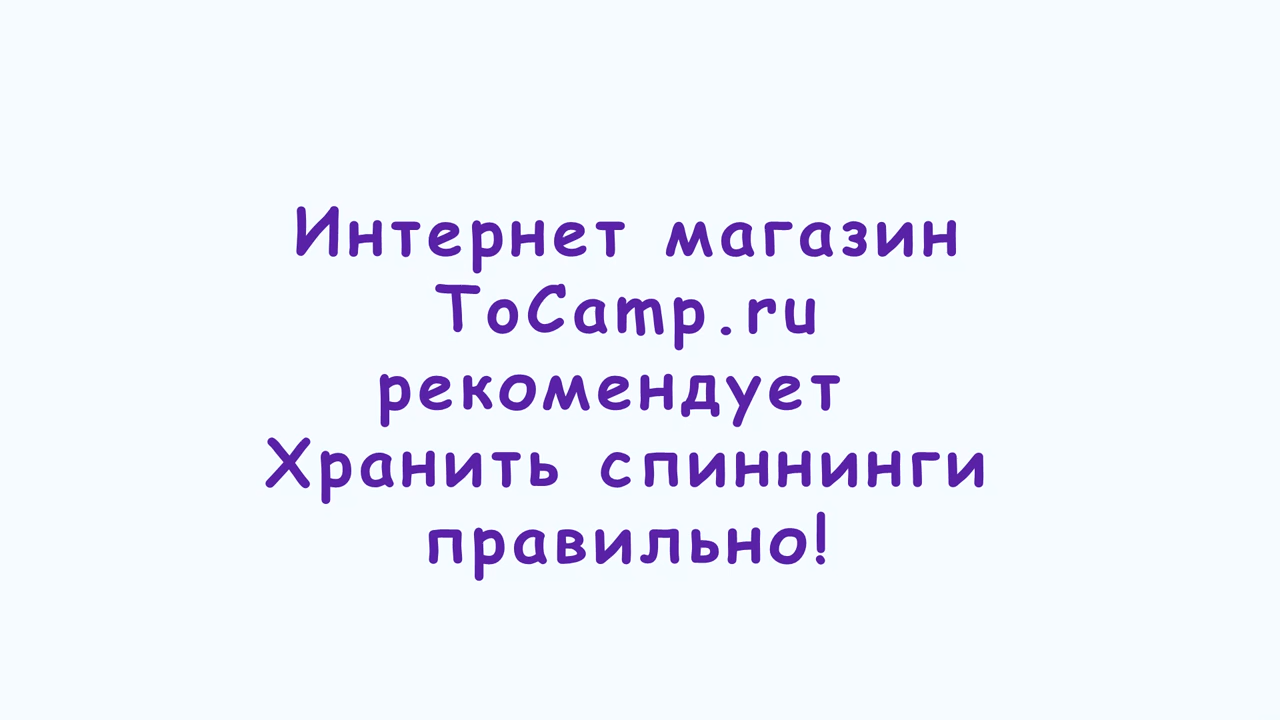 Интернет магазин
ToCamp.ru
рекомендует
Хранить спиннинги
правильно!